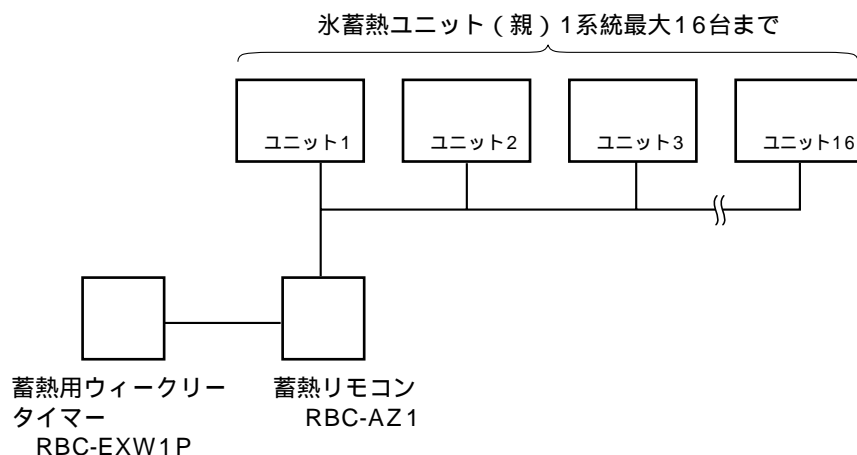 氷蓄熱ユニット(親)1系統最大16台まで
ユニット1 ユニット2 ユニット3 ユニット16
蓄熱用ウィークリー
タイマー
RBC-EXW1P
蓄熱リモコン
RBC-AZ1